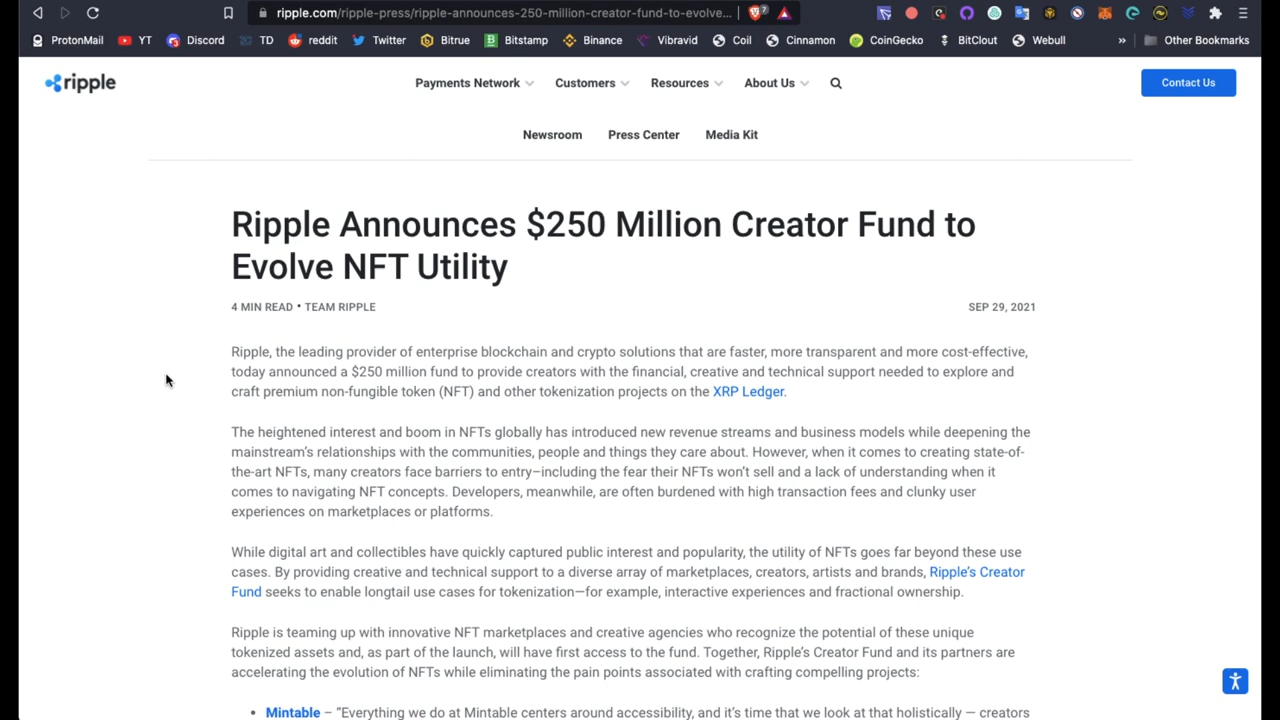 ripple.com/ripple-press/ripple-announces-250-million-creator-fund-to-evolve...
7
ProtonMail YT Discord TD reddit Twitter Bitrue Bitstamp Binance Vibravid Coil Cinnamon CoinGecko BitClout Webull » Other Bookmarks
ripple Payments Network Customers Resources About Us Contact Us
Newsroom Press Center Media Kit
Ripple Announces $250 Million Creator Fund to
Evolve NFT Utility
4 MIN READ • TEAM RIPPLE SEP 29, 2021
Ripple, the leading provider of enterprise blockchain and crypto solutions that are faster, more transparent and more cost-effective,
today announced a $250 million fund to provide creators with the financial, creative and technical support needed to explore and
craft premium non-fungible token (NFT) and other tokenization projects on the XRP Ledger.
The heightened interest and boom in NFTs globally has introduced new revenue streams and business models while deepening the
mainstream's relationships with the communities, people and things they care about. However, when it comes to creating state-of-
the-art NFTs, many creators face barriers to entry–including the fear their NFTs won't sell and a lack of understanding when it
comes to navigating NFT concepts. Developers, meanwhile, are often burdened with high transaction fees and clunky user
experiences on marketplaces or platforms.
While digital art and collectibles have quickly captured public interest and popularity, the utility of NFTs goes far beyond these use
cases. By providing creative and technical support to a diverse array of marketplaces, creators, artists and brands, Ripple's Creator
Fund seeks to enable longtail use cases for tokenization—for example, interactive experiences and fractional ownership.
Ripple is teaming up with innovative NFT marketplaces and creative agencies who recognize the potential of these unique
tokenized assets and, as part of the launch, will have first access to the fund. Together, Ripple's Creator Fund and its partners are
accelerating the evolution of NFTs while eliminating the pain points associated with crafting compelling projects:
• Mintable – "Everything we do at Mintable centers around accessibility, and it's time that we look at that holistically — creators